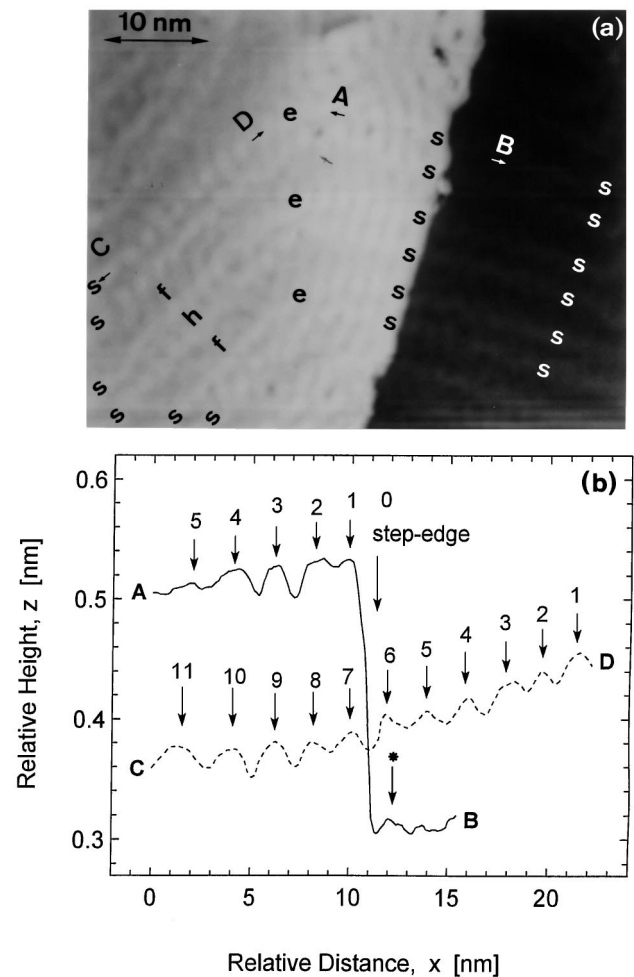 10 nm
(a)
D
e
A
s
B
s
s
e
s
s
C
s
s
s
f
e
s
s
s
h
s
s
f
s
s
s
s
s
(b)
0.6
0.5
0.4
0.3
Relative Height, z [nm]
5
4
3
2
1
0
step-edge
A
11
10
9
8
7
6
5
4
3
2
1
D
C
*
B
0
5
10
15
20
Relative Distance, x [nm]